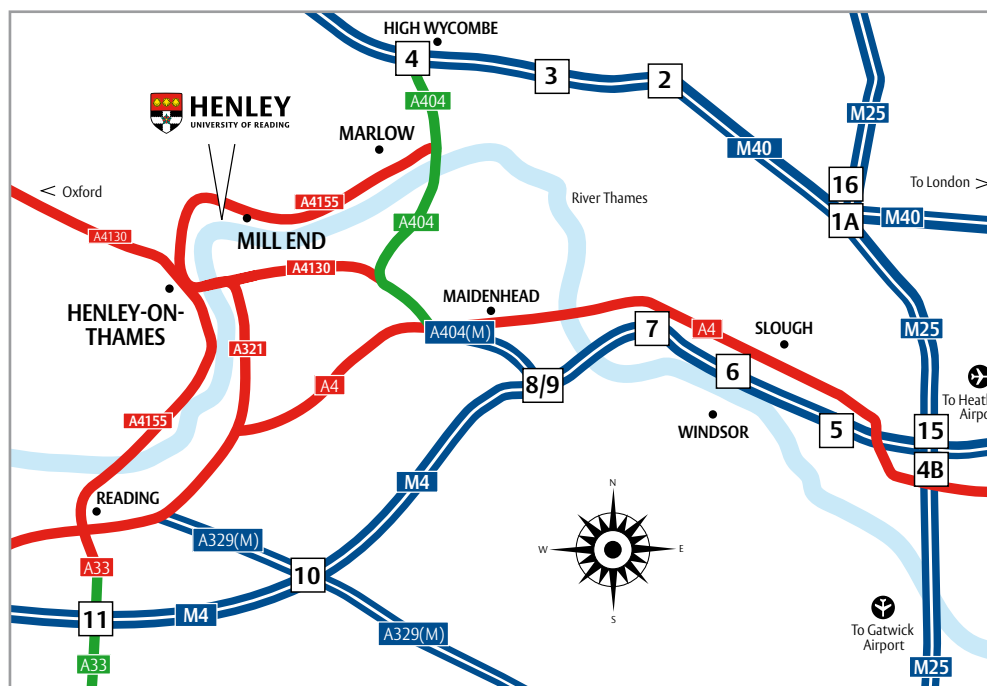 HIGH WYCOMBE
4
3
2
A404
M25
HENLEY
UNIVERSITY OF READING
MARLOW
M40
16
To London >
< Oxford
A4155
River Thames
1A
M40
A4130
MILL END
A404
A4130
HENLEY-ON-
THAMES
MAIDENHEAD
A404(M)
7
A4
SLOUGH
M25
A321
A4
8/9
6
To Heath
Airpo
A4155
WINDSOR
5
15
4B
READING
M4
N
A329(M)
W
E
A33
10
S
11
M4
A329(M)
To Gatwick
Airport
A33
M25